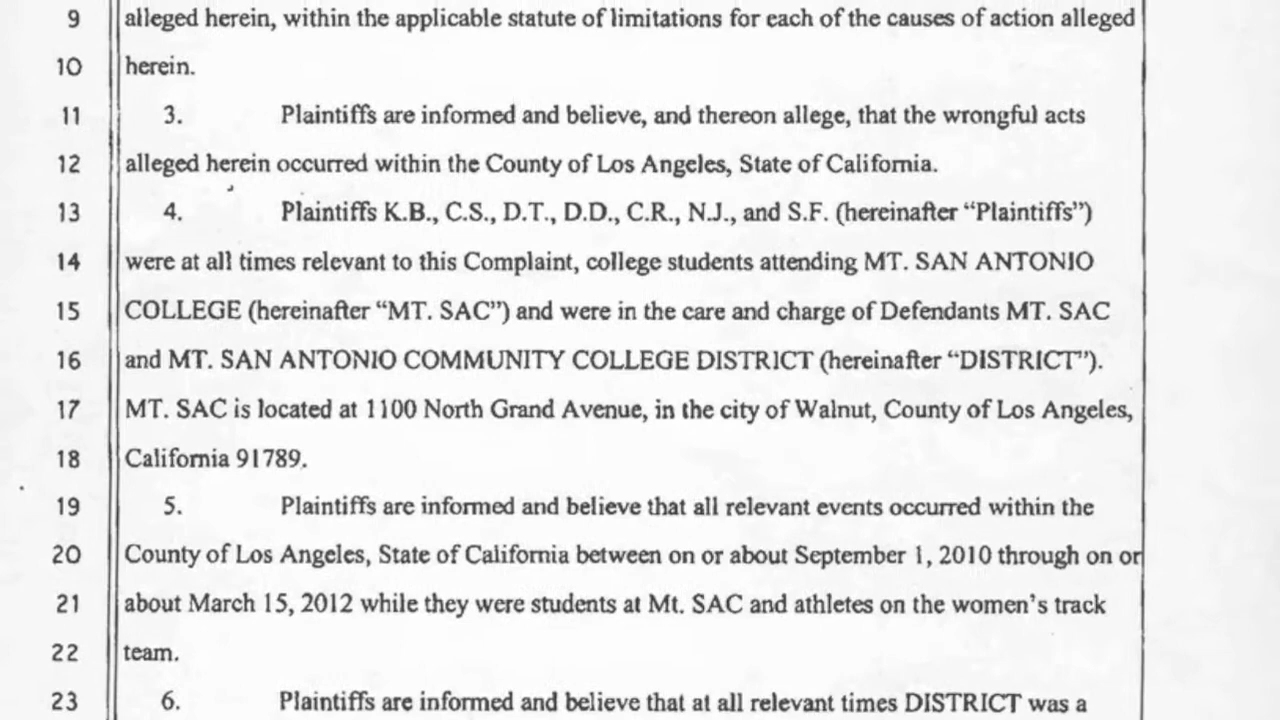 9 alleged herein, within the applicable statute of limitations for each of the causes of action alleged
10 herein.
11 3. Plaintiffs are informed and believe, and thereon allege, that the wrongful acts
12 alleged herein occurred within the County of Los Angeles, State of California.
13 4. Plaintiffs K.B., C.S., D.T., D.D., C.R., N.J., and S.F. (hereinafter “Plaintiffs”)
14 were at all times relevant to this Complaint, college students attending MT. SAN ANTONIO
15 COLLEGE (hereinafter “MT. SAC”) and were in the care and charge of Defendants MT. SAC
16 and MT. SAN ANTONIO COMMUNITY COLLEGE DISTRICT (hereinafter “DISTRICT”).
17 MT. SAC is located at 1100 North Grand Avenue, in the city of Walnut, County of Los Angeles,
18 California 91789.
19 5. Plaintiffs are informed and believe that all relevant events occurred within the
20 County of Los Angeles, State of California between on or about September 1, 2010 through on or
21 about March 15, 2012 while they were students at Mt. SAC and athletes on the women’s track
22 team.
23 6. Plaintiffs are informed and believe that at all relevant times DISTRICT was a